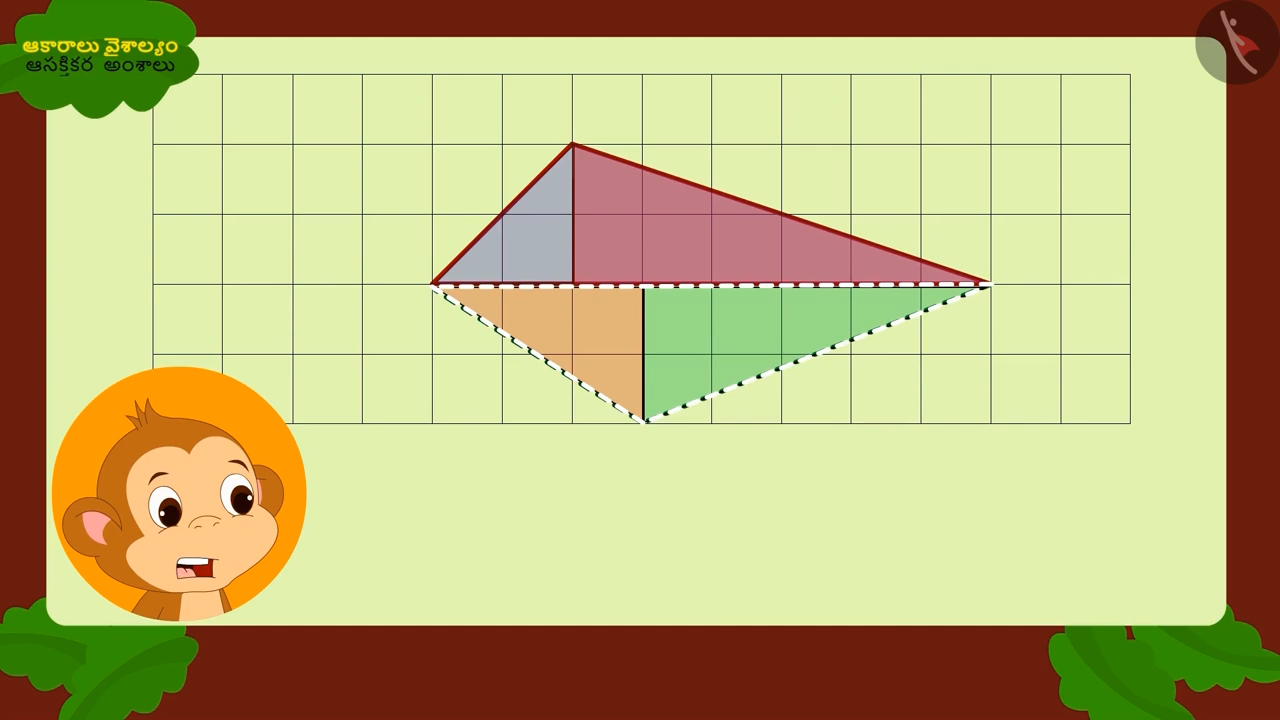 ఆకారాలు వైశాల్యం
ఆసక్తికర అంశాలు